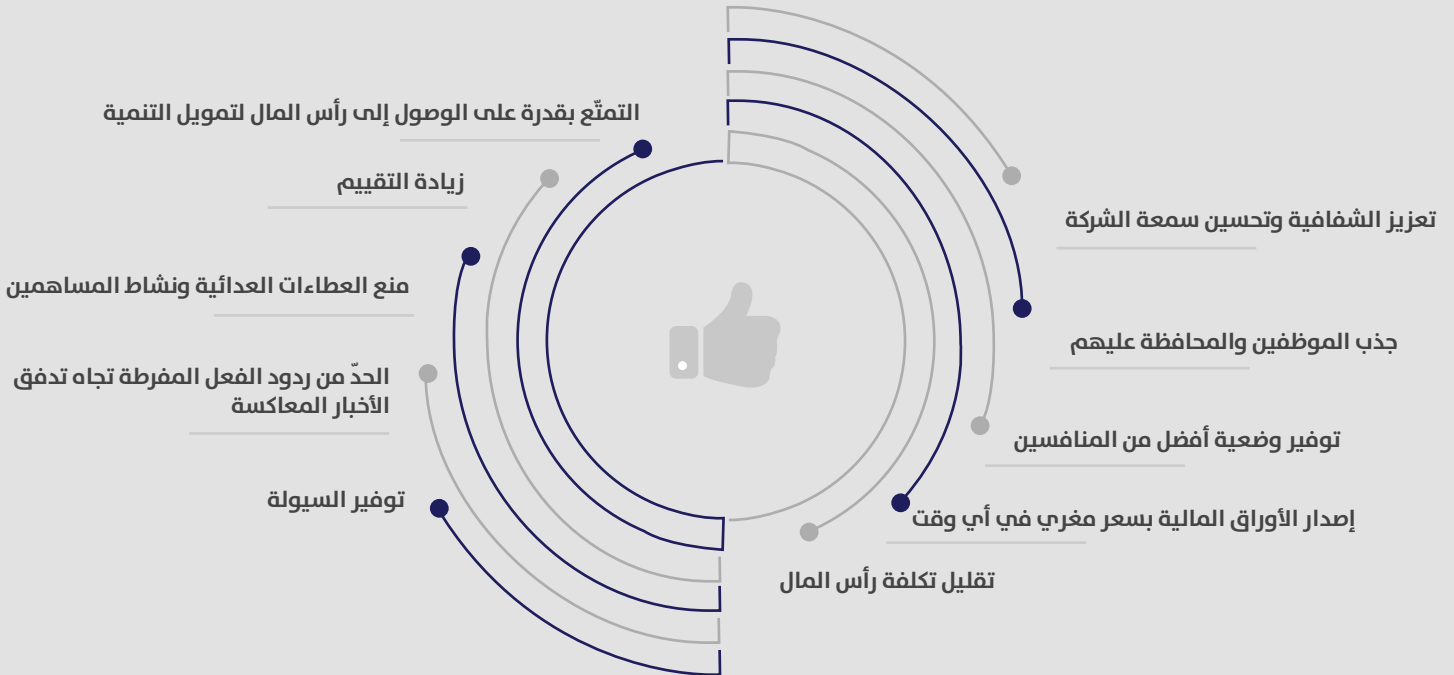 تعزيز الشفافية وتحسين سمعة الشركة
جذب الموظفين والمحافظة عليهم
توفير وضعية أفضل من المنافسين
إصدار الأوراق المالية بسعر مغري في أي وقت
تقليل تكلفة رأس المال
التمتّع بقدرة على الوصول إلى رأس المال لتمويل التنمية
زيادة التقييم
منع العطاءات العدائية ونشاط المساهمين
الحدّ من ردود الفعل المفرطة تجاه تدفق
الأخبار المعاكسة
توفير السيولة